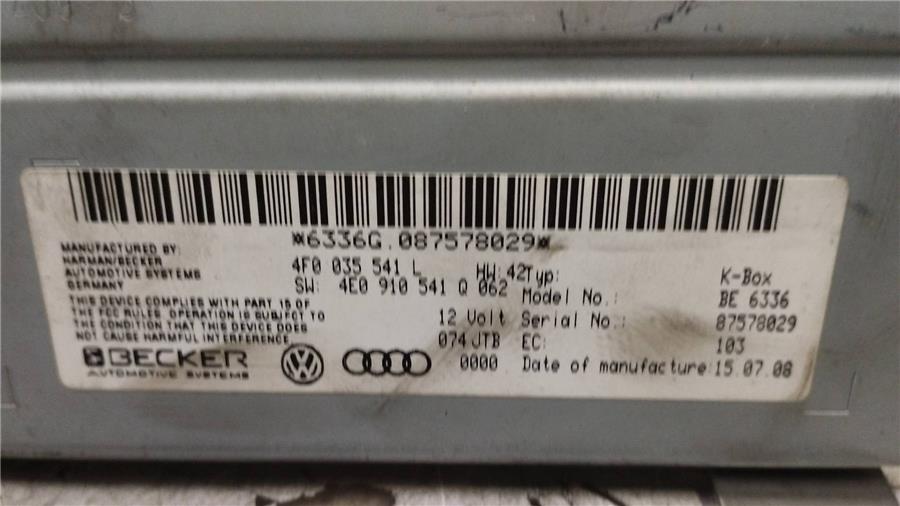 *6336G.087578029*
MANUFACTURED BY:
HARMAN/BECKER
AUTOMOTIVE SYSTEMS
GERMANY
4F0 035 541 L HW: 42
SW: 4E0 910 541 Q 062
Typ: K-Box
Model No.: BE 6336
THIS DEVICE COMPLIES WITH PART 15 OF
THE FCC RULES. OPERATION IS SUBJECT TO
THE CONDITION THAT THIS DEVICE DOES
NOT CAUSE HARMFUL INTERFERENCE
12 Volt Serial No.: 87578029
074 JTB EC: 103
0000 Date of manufacture: 15.07.08
BECKER
AUTOMOTIVE SYSTEMS
VW